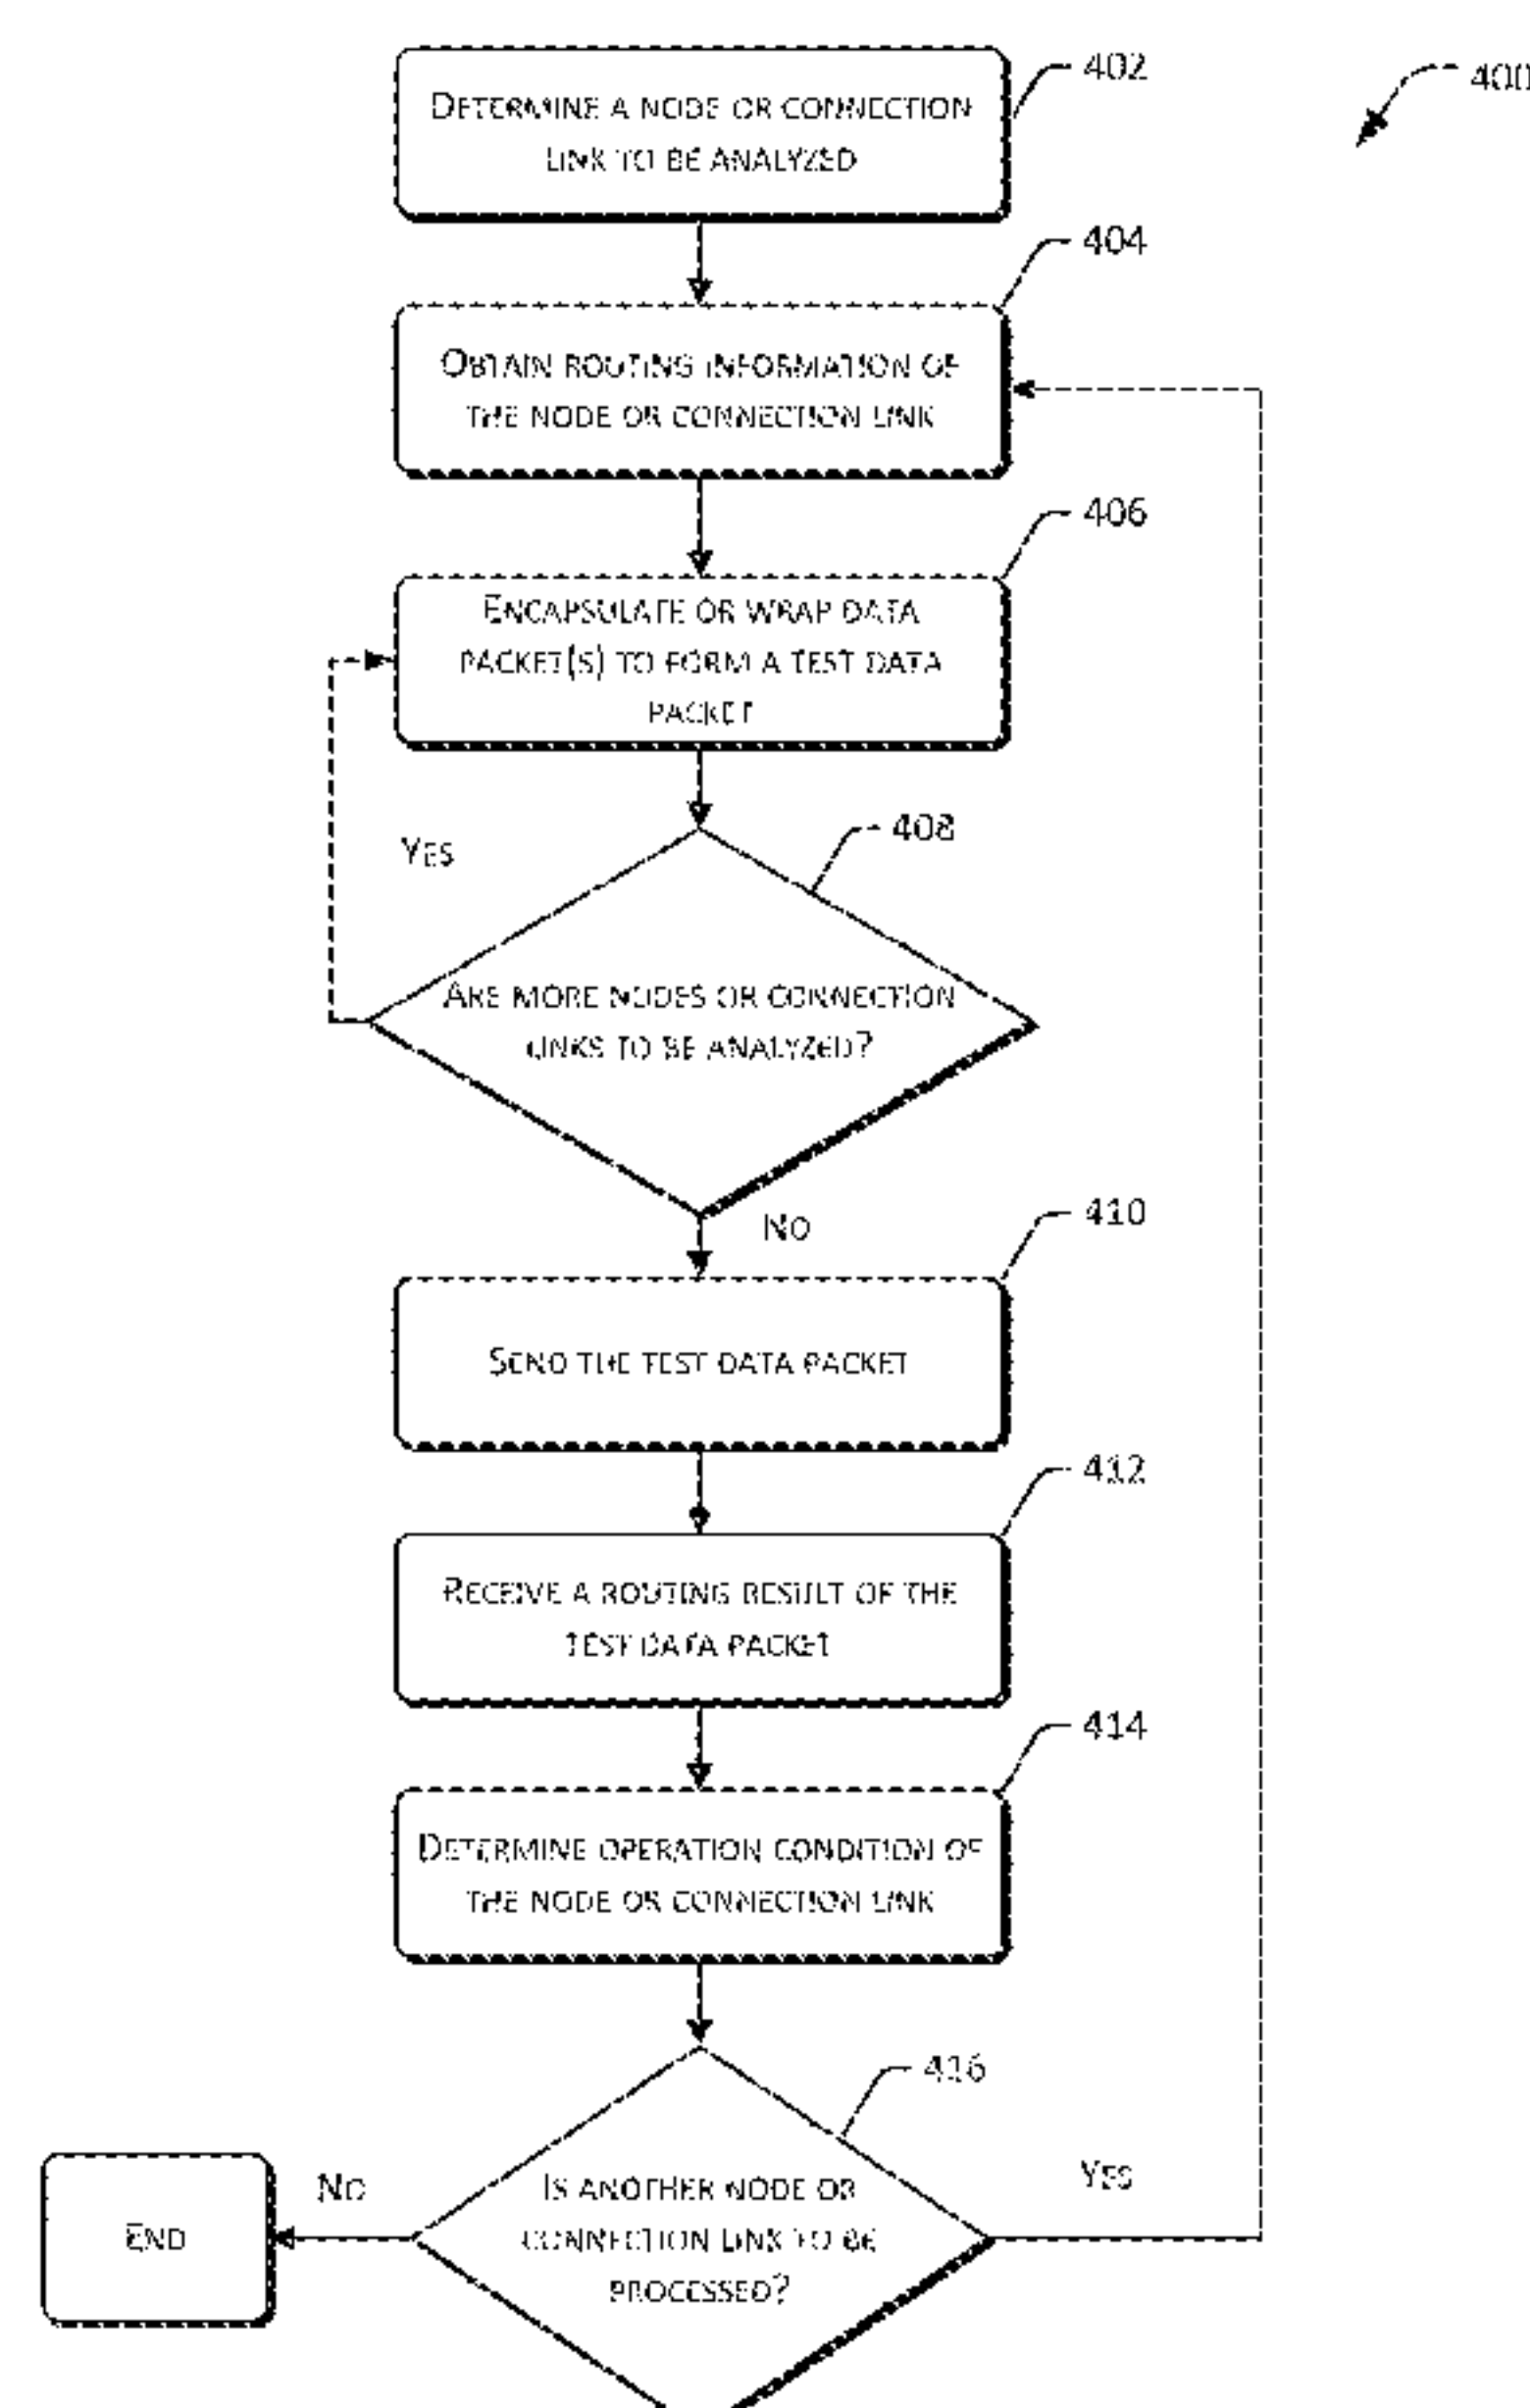 400
402
DETERMINE A NODE OR CONNECTION
LINK TO BE ANALYZED
404
OBTAIN ROUTING INFORMATION OF
THE NODE OR CONNECTION LINK
406
ENCAPSULATE OR WRAP DATA
PACKET(S) TO FORM A TEST DATA
PACKET
408
YES
ARE MORE NODES OR CONNECTION
LINKS TO BE ANALYZED?
NO
410
SEND THE TEST DATA PACKET
412
RECEIVE A ROUTING RESULT OF THE
TEST DATA PACKET
414
DETERMINE OPERATION CONDITION OF
THE NODE OR CONNECTION LINK
416
IS ANOTHER NODE OR
CONNECTION LINK TO BE
PROCESSED?
YES
NO
END